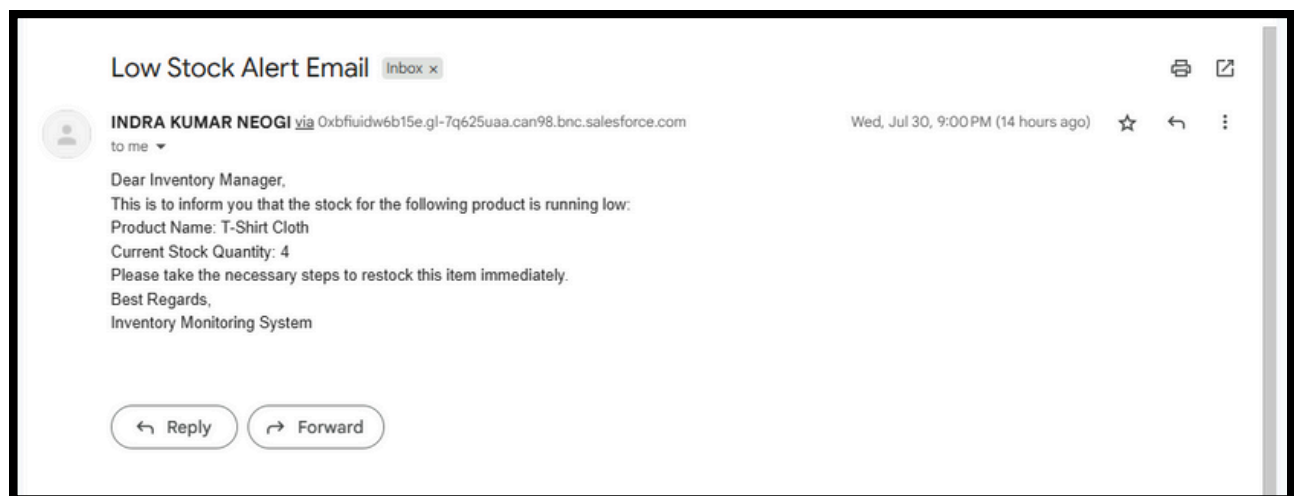 Low Stock Alert Email Inbox x
INDRA KUMAR NEOGI via 0xbfiuidw6b15e.gl-7q625uaa.can98.bnc.salesforce.com Wed, Jul 30, 9:00 PM (14 hours ago)
to me
Dear Inventory Manager,
This is to inform you that the stock for the following product is running low:
Product Name: T-Shirt Cloth
Current Stock Quantity: 4
Please take the necessary steps to restock this item immediately.
Best Regards,
Inventory Monitoring System
Reply Forward